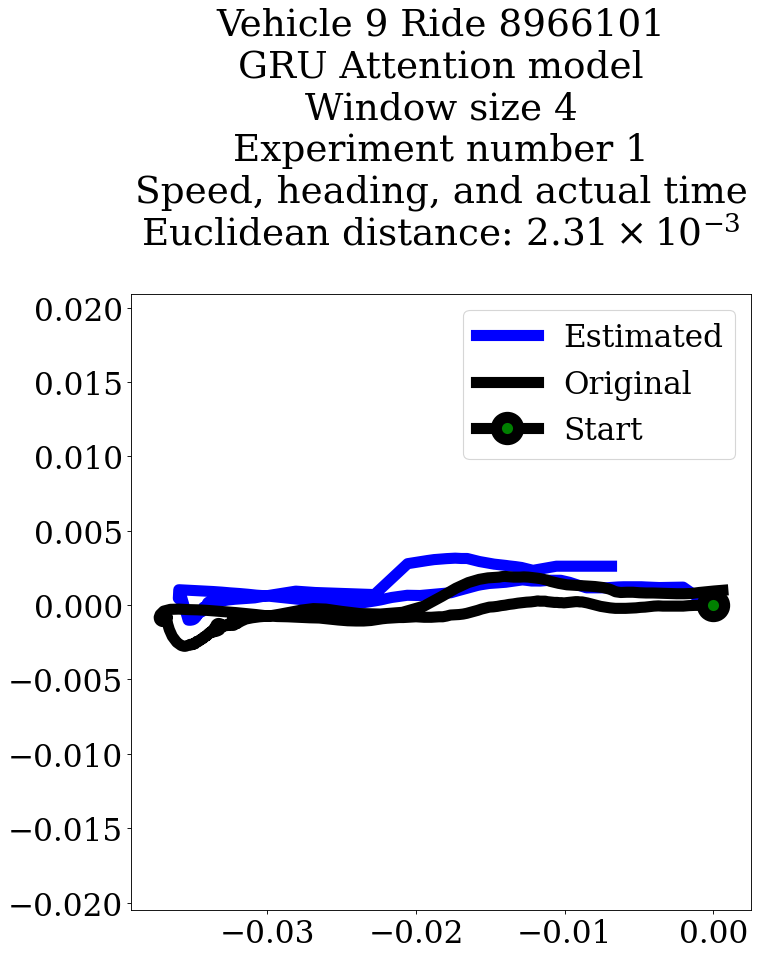 Vehicle 9 Ride 8966101
GRU Attention model
Window size 4
Experiment number 1
Speed, heading, and actual time
Euclidean distance: 2.31 × 10⁻³
Estimated
Original
Start
0.020
0.015
0.010
0.005
0.000
−0.005
−0.010
−0.015
−0.020
−0.03
−0.02
−0.01
0.00